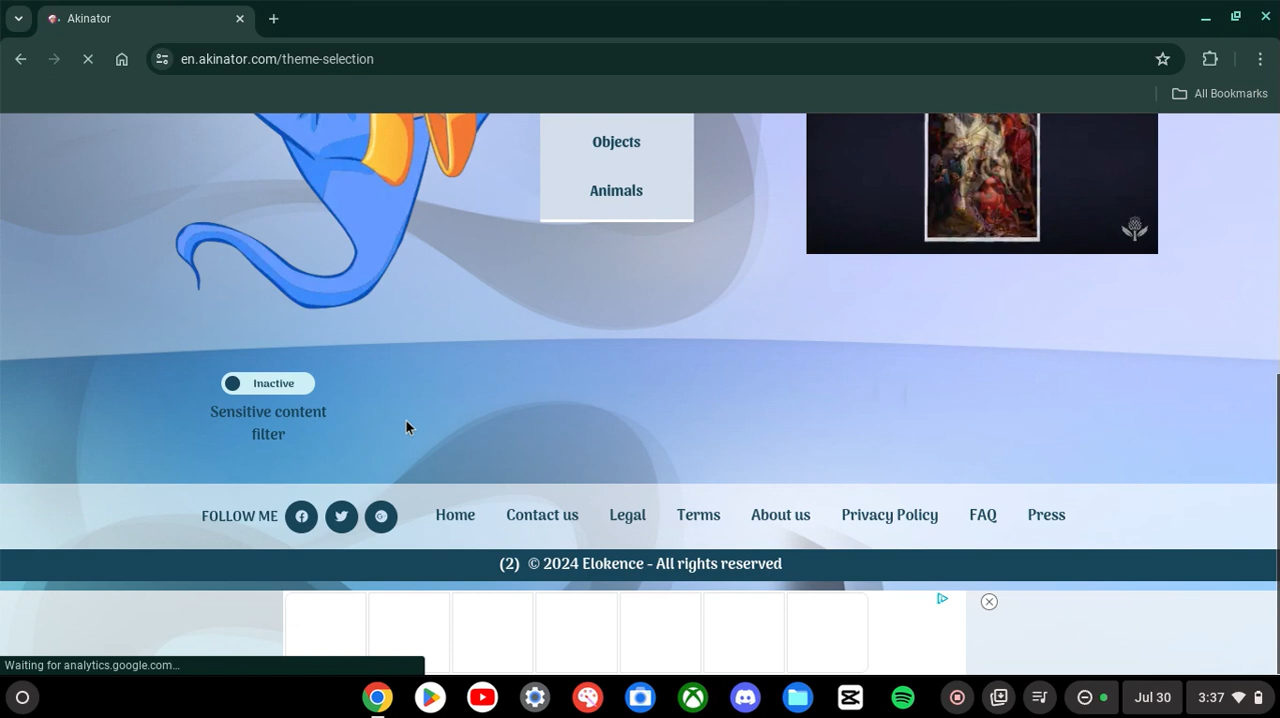 Akinator
en.akinator.com/theme-selection
All Bookmarks
Objects
Animals
Inactive
Sensitive content
filter
FOLLOW ME Home Contact us Legal Terms About us Privacy Policy FAQ Press
(2) © 2024 Elokence - All rights reserved
Waiting for analytics.google.com...
Jul 30 3:37